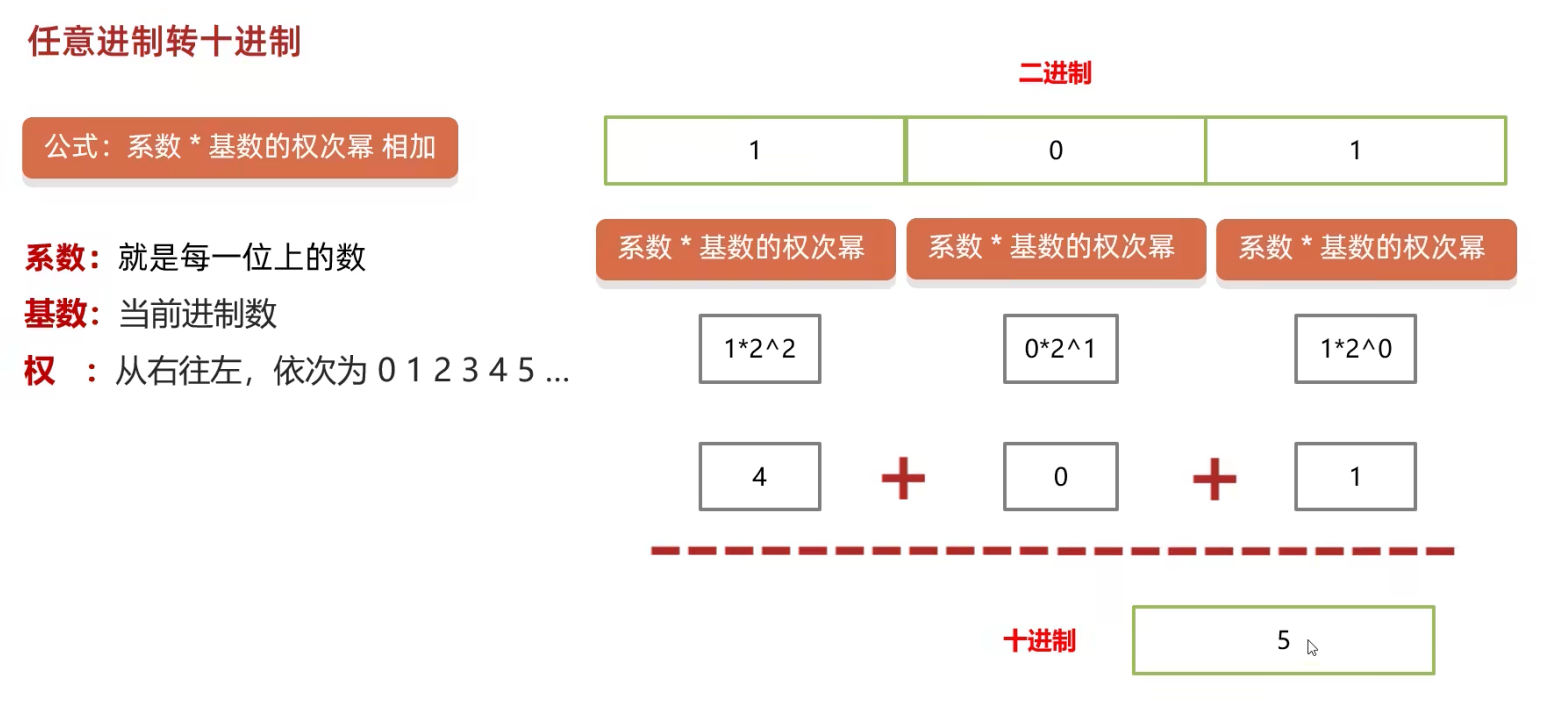 任意进制转十进制
公式：系数 * 基数的权次幂 相加
系数：就是每一位上的数
基数：当前进制数
权 ：从右往左，依次为 0 1 2 3 4 5 ...
二进制
1 0 1
系数 * 基数的权次幂 系数 * 基数的权次幂 系数 * 基数的权次幂
1*2^2 0*2^1 1*2^0
4 + 0 + 1
十进制 5